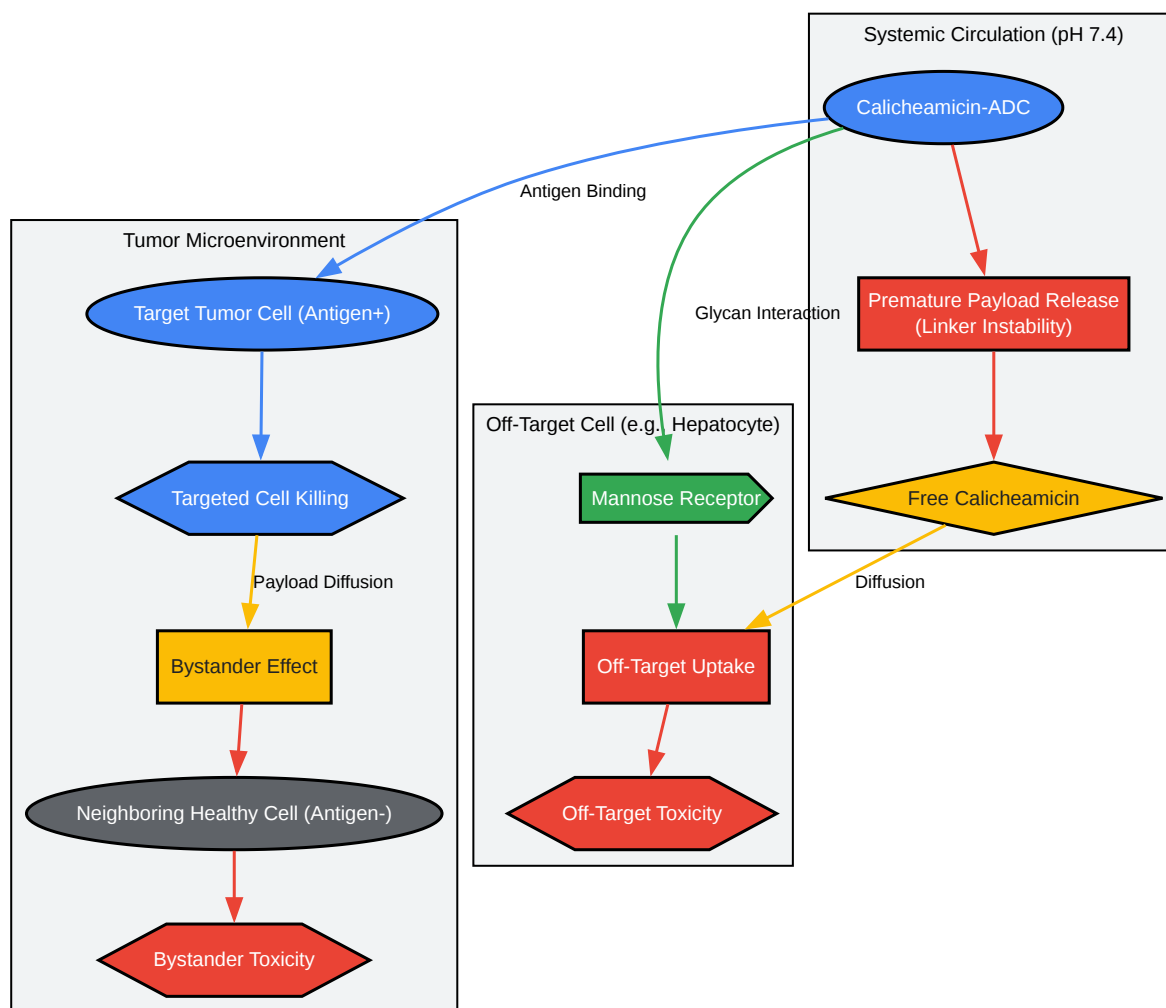 Systemic Circulation (pH 7.4)
Calicheamicin-ADC
Antigen Binding
Tumor Microenvironment
Target Tumor Cell (Antigen+)
Glycan Interaction
Premature Payload Release
(Linker Instability)
Off-Target Cell (e.g., Hepatocyte)
Targeted Cell Killing
Mannose Receptor
Free Calicheamicin
Payload Diffusion
Diffusion
Bystander Effect
Off-Target Uptake
Neighboring Healthy Cell (Antigen-)
Off-Target Toxicity
Bystander Toxicity